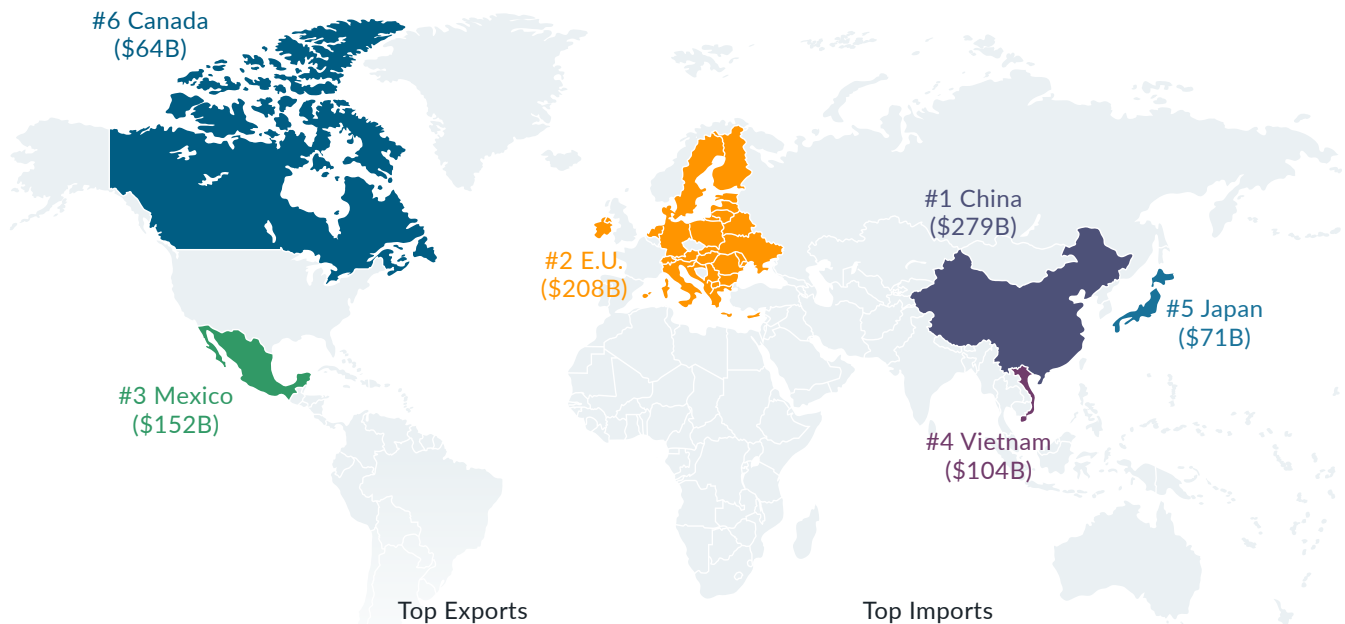 #6 Canada
($64B)
#1 China
($279B)
#2 E.U.
($208B)
#5 Japan
($71B)
#3 Mexico
($152B)
#4 Vietnam
($104B)
Top Exports
Top Imports